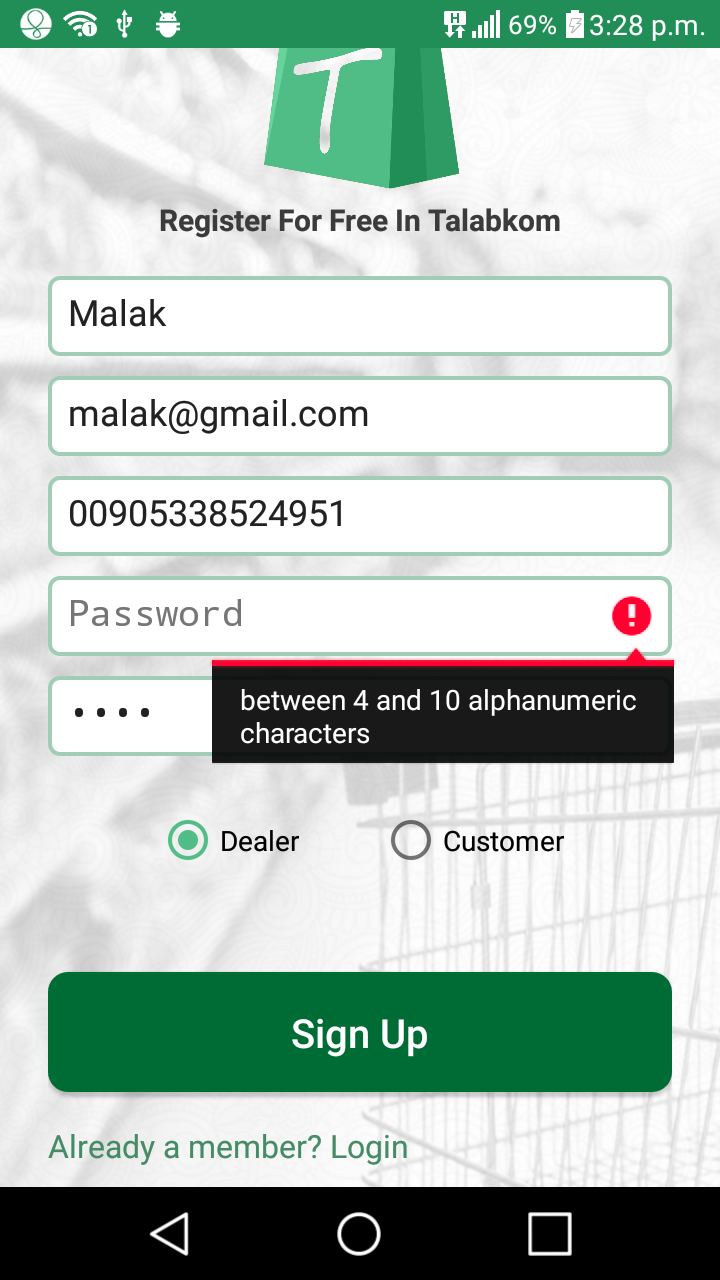 69% 3:28 p.m.
T
Register For Free In Talabkom
Malak
malak@gmail.com
00905338524951
Password
between 4 and 10 alphanumeric
characters
••••
Dealer Customer
Sign Up
Already a member? Login